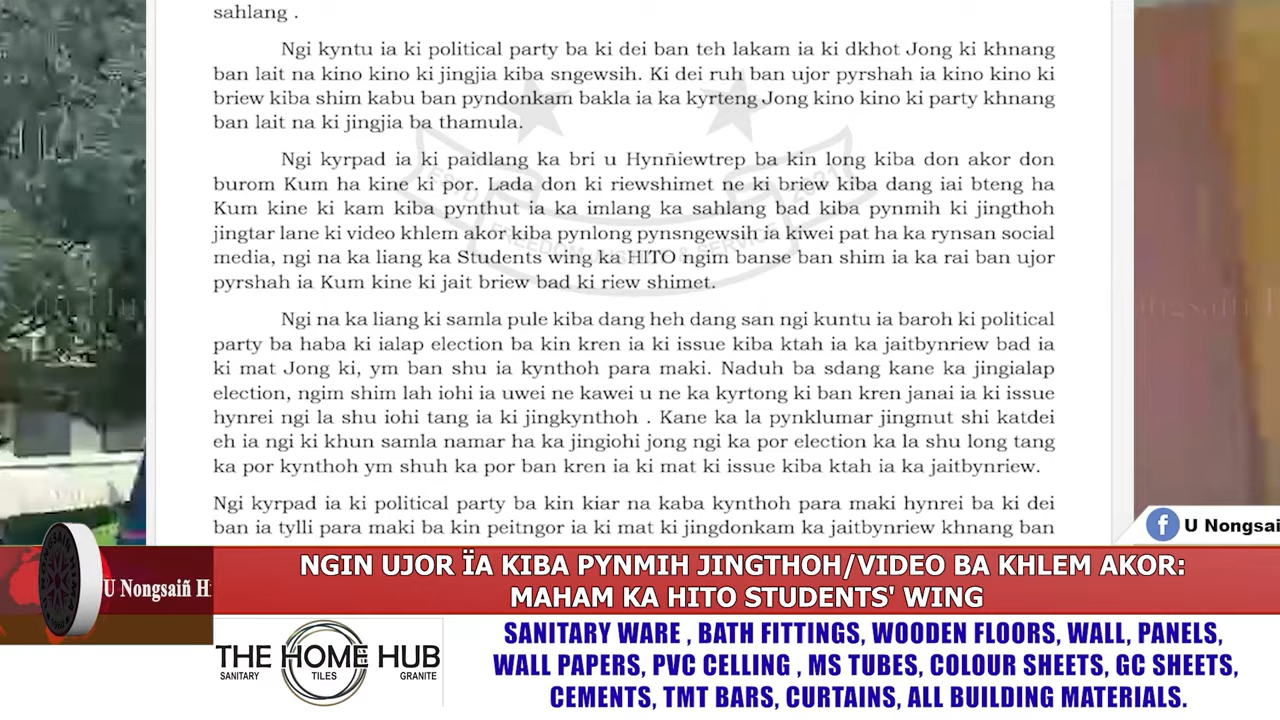 sahlang .
Ngi kyntu ia ki political party ba ki dei ban teh lakam ia ki dkhot Jong ki khnang
ban lait na kino kino ki jingjia kiba sngewsih. Ki dei ruh ban ujor pyrshah ia kino kino ki
briew kiba shim kabu ban pyndonkam bakla ia ka kyrteng Jong kino kino ki party khnang
ban lait na ki jingjia ba thamula.
Ngi kyrpad ia ki paidlang ka bri u Hynñiewtrep ba kin long kiba don akor don
burom Kum ha kine ki por. Lada don ki riewshimet ne ki briew kiba dang iai bteng ha
Kum kine ki kam kiba pynthut ia ka imlang ka sahlang bad kiba pynmih ki jingthoh
jingtar lane ki video khlem akor kiba pynlong pynsngewsih ia kiwei pat ha ka rynsan social
media, ngi na ka liang ka Students wing ka HITO ngim banse ban shim ia ka rai ban ujor
pyrshah ia Kum kine ki jait briew bad ki riew shimet.
Ngi na ka liang ki samla pule kiba dang heh dang san ngi kuntu ia baroh ki political
party ba haba ki ialap election ba kin kren ia ki issue kiba ktah ia ka jaitbynriew bad ia
ki mat Jong ki, ym ban shu ia kynthoh para maki. Naduh ba sdang kane ka jingialap
election, ngim shim lah iohi ia uwei ne kawei u ne ka kyrtong ki ban kren janai ia ki issue
hynrei ngi la shu iohi tang ia ki jingkynthoh . Kane ka la pynklumar jingmut shi katdei
eh ia ngi ki khun samla namar ha ka jingiohi jong ngi ka por election ka la shu long tang
ka por kynthoh ym shuh ka por ban kren ia ki mat ki issue kiba ktah ia ka jaitbynriew.
Ngi kyrpad ia ki political party ba kin kiar na kaba kynthoh para maki hynrei ba ki dei
ban ia tylli para maki ba kin peitngor ia ki mat ki jingdonkam ka jaitbynriew khnang ban
ESTD
2021
FREEDOM, JUSTICE & SERVICE
U Nongsaiñ
U Nongsaiñ H
NGIN UJOR ÏA KIBA PYNMIH JINGTHOH/VIDEO BA KHLEM AKOR:
MAHAM KA HITO STUDENTS' WING
THE HOME HUB
SANITARY TILES GRANITE
SANITARY WARE , BATH FITTINGS, WOODEN FLOORS, WALL, PANELS,
WALL PAPERS, PVC CELLING , MS TUBES, COLOUR SHEETS, GC SHEETS,
CEMENTS, TMT BARS, CURTAINS, ALL BUILDING MATERIALS.